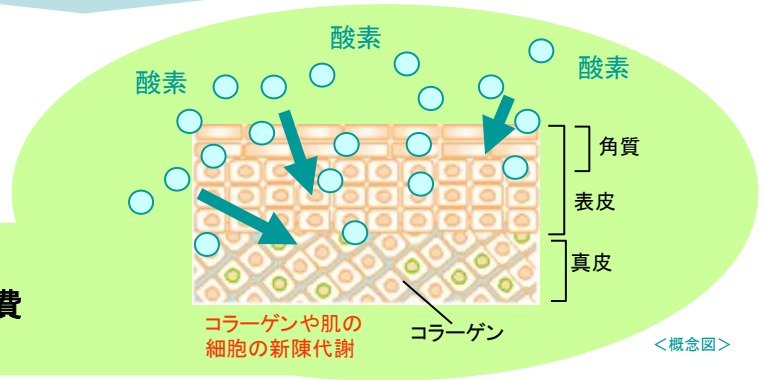 酸素
酸素
酸素
角質
表皮
真皮
費
コラーゲンや肌の
細胞の新陳代謝
コラーゲン
＜概念図＞